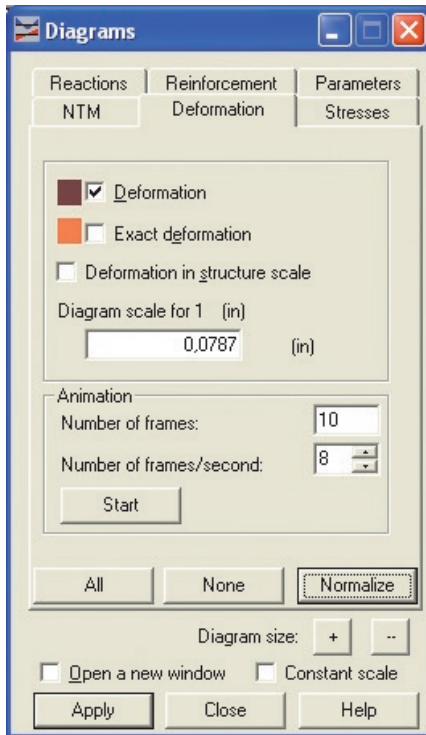 Diagrams
Reactions Reinforcement Parameters
NTM Deformation Stresses
Deformation
Exact deformation
Deformation in structure scale
Diagram scale for 1 (in)
0,0787 (in)
Animation
Number of frames: 10
Number of frames/second: 8
Start
All None Normalize
Diagram size: + --
Open a new window Constant scale
Apply Close Help